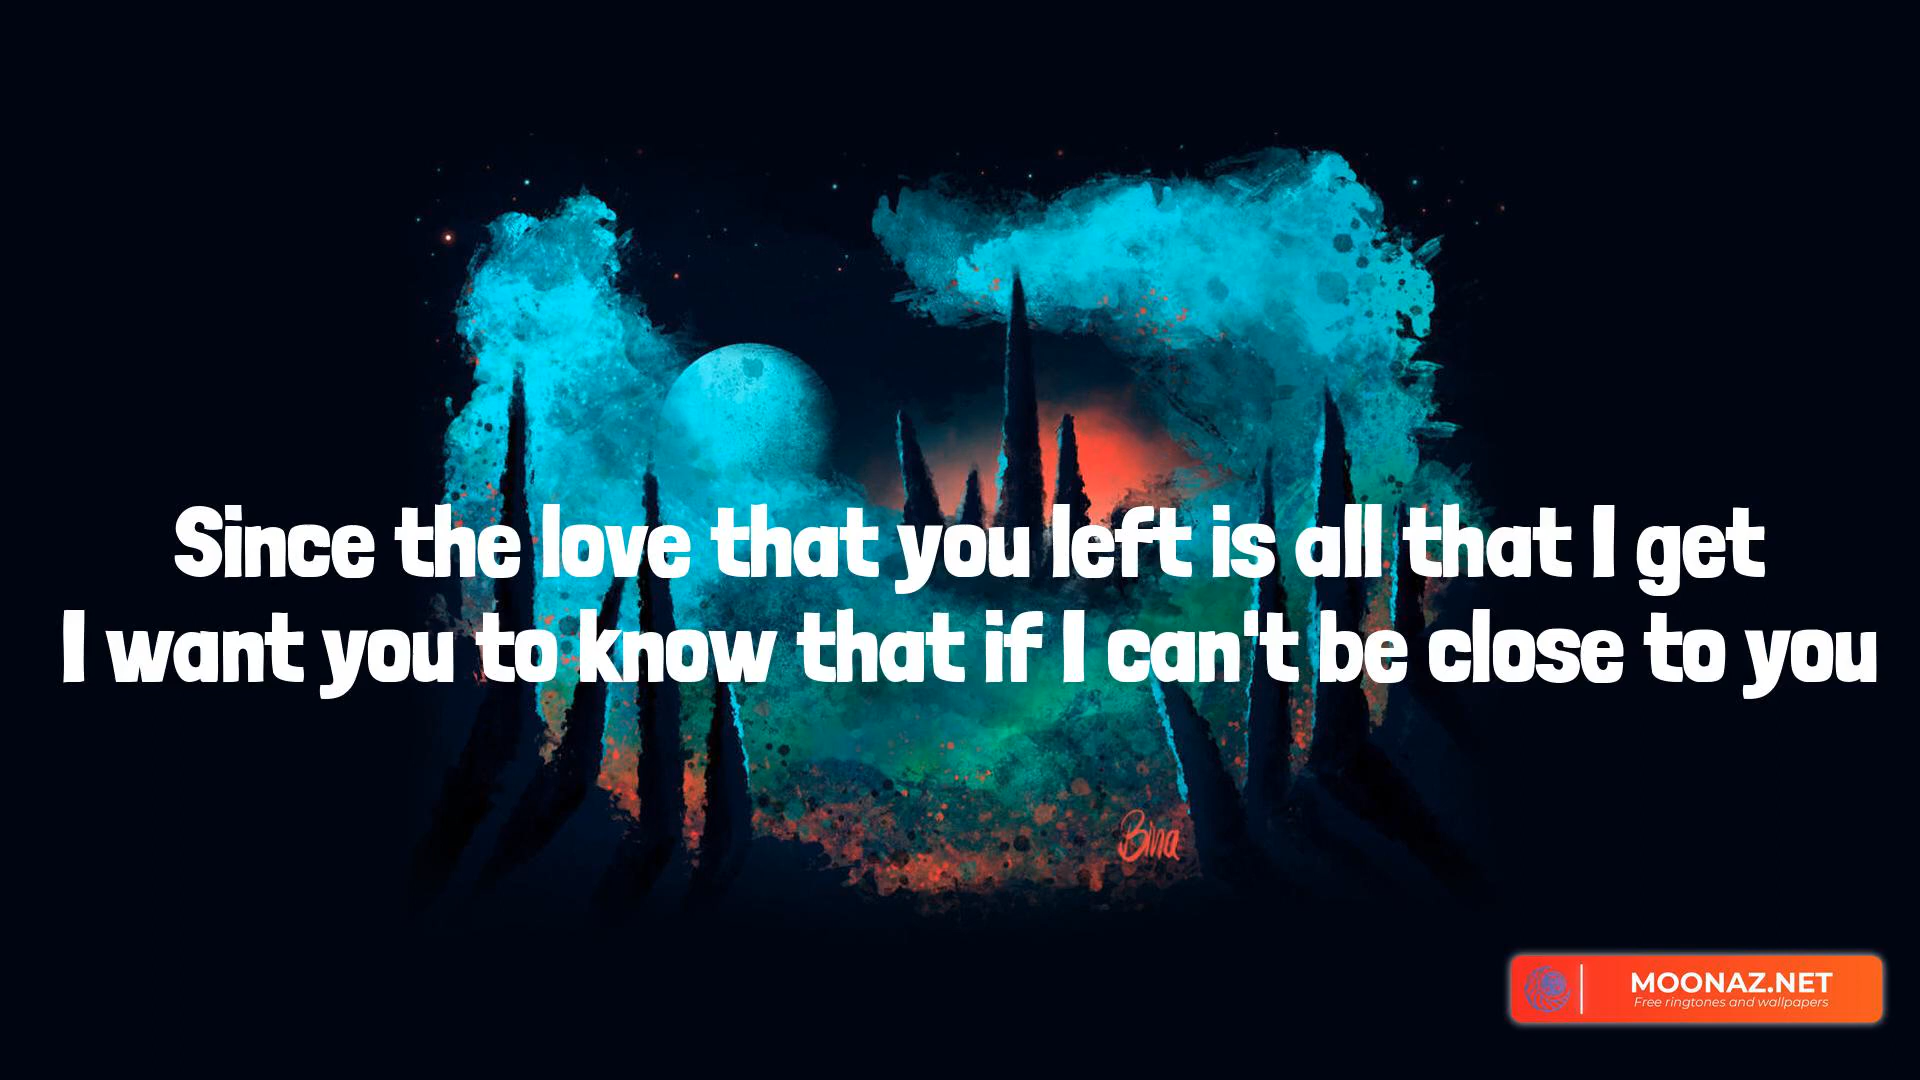 Since the love that you left is all that I get
I want you to know that if I can't be close to you
Bina
MOONAZ.NET
Free ringtones and wallpapers